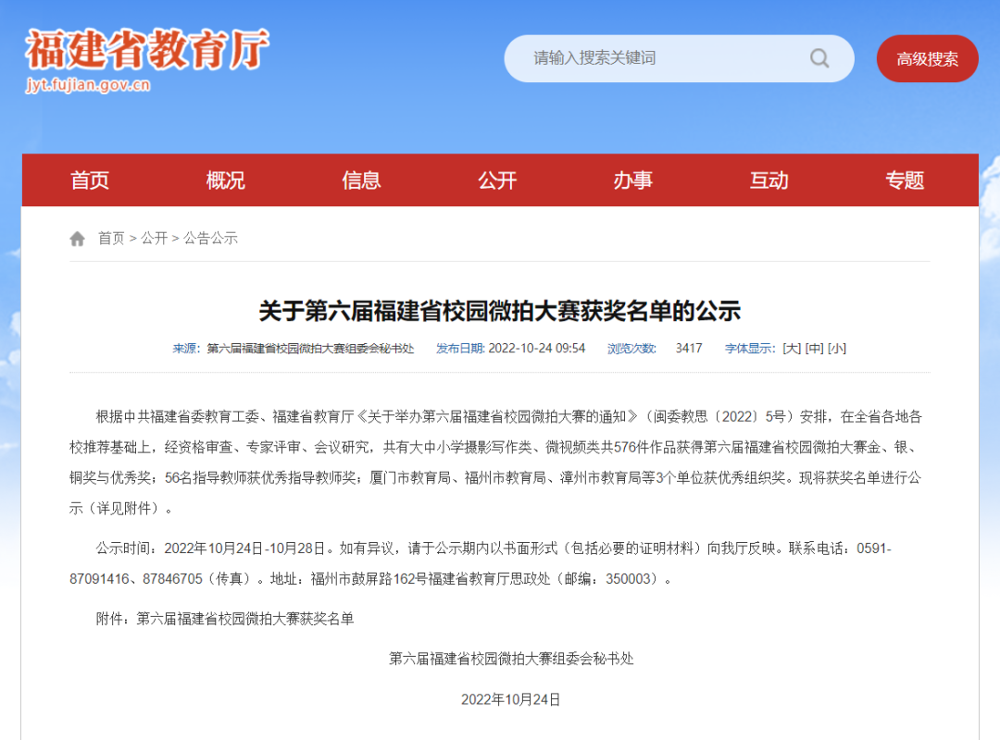 福建省教育厅
jyt.fujian.gov.cn
请输入搜索关键词
高级搜索
首页 概况 信息 公开 办事 互动 专题
首页 > 公开 > 公告公示
关于第六届福建省校园微拍大赛获奖名单的公示
来源: 第六届福建省校园微拍大赛组委会秘书处 发布日期: 2022-10-24 09:54 浏览次数: 3417 字体显示: [大] [中] [小]
根据中共福建省委教育工委、福建省教育厅《关于举办第六届福建省校园微拍大赛的通知》（闽委教思〔2022〕5号）安排，在全省各地各
校推荐基础上，经资格审查、专家评审、会议研究，共有大中小学摄影写作类、微视频类共576件作品获得第六届福建省校园微拍大赛金、银、
铜奖与优秀奖；56名指导教师获优秀指导教师奖；厦门市教育局、福州市教育局、漳州市教育局等3个单位获优秀组织奖。现将获奖名单进行公
示（详见附件）。
公示时间：2022年10月24日-10月28日。如有异议，请于公示期内以书面形式（包括必要的证明材料）向我厅反映。联系电话：0591-
87091416、87846705（传真）。地址：福州市鼓屏路162号福建省教育厅思政处（邮编：350003）。
附件：第六届福建省校园微拍大赛获奖名单
第六届福建省校园微拍大赛组委会秘书处
2022年10月24日